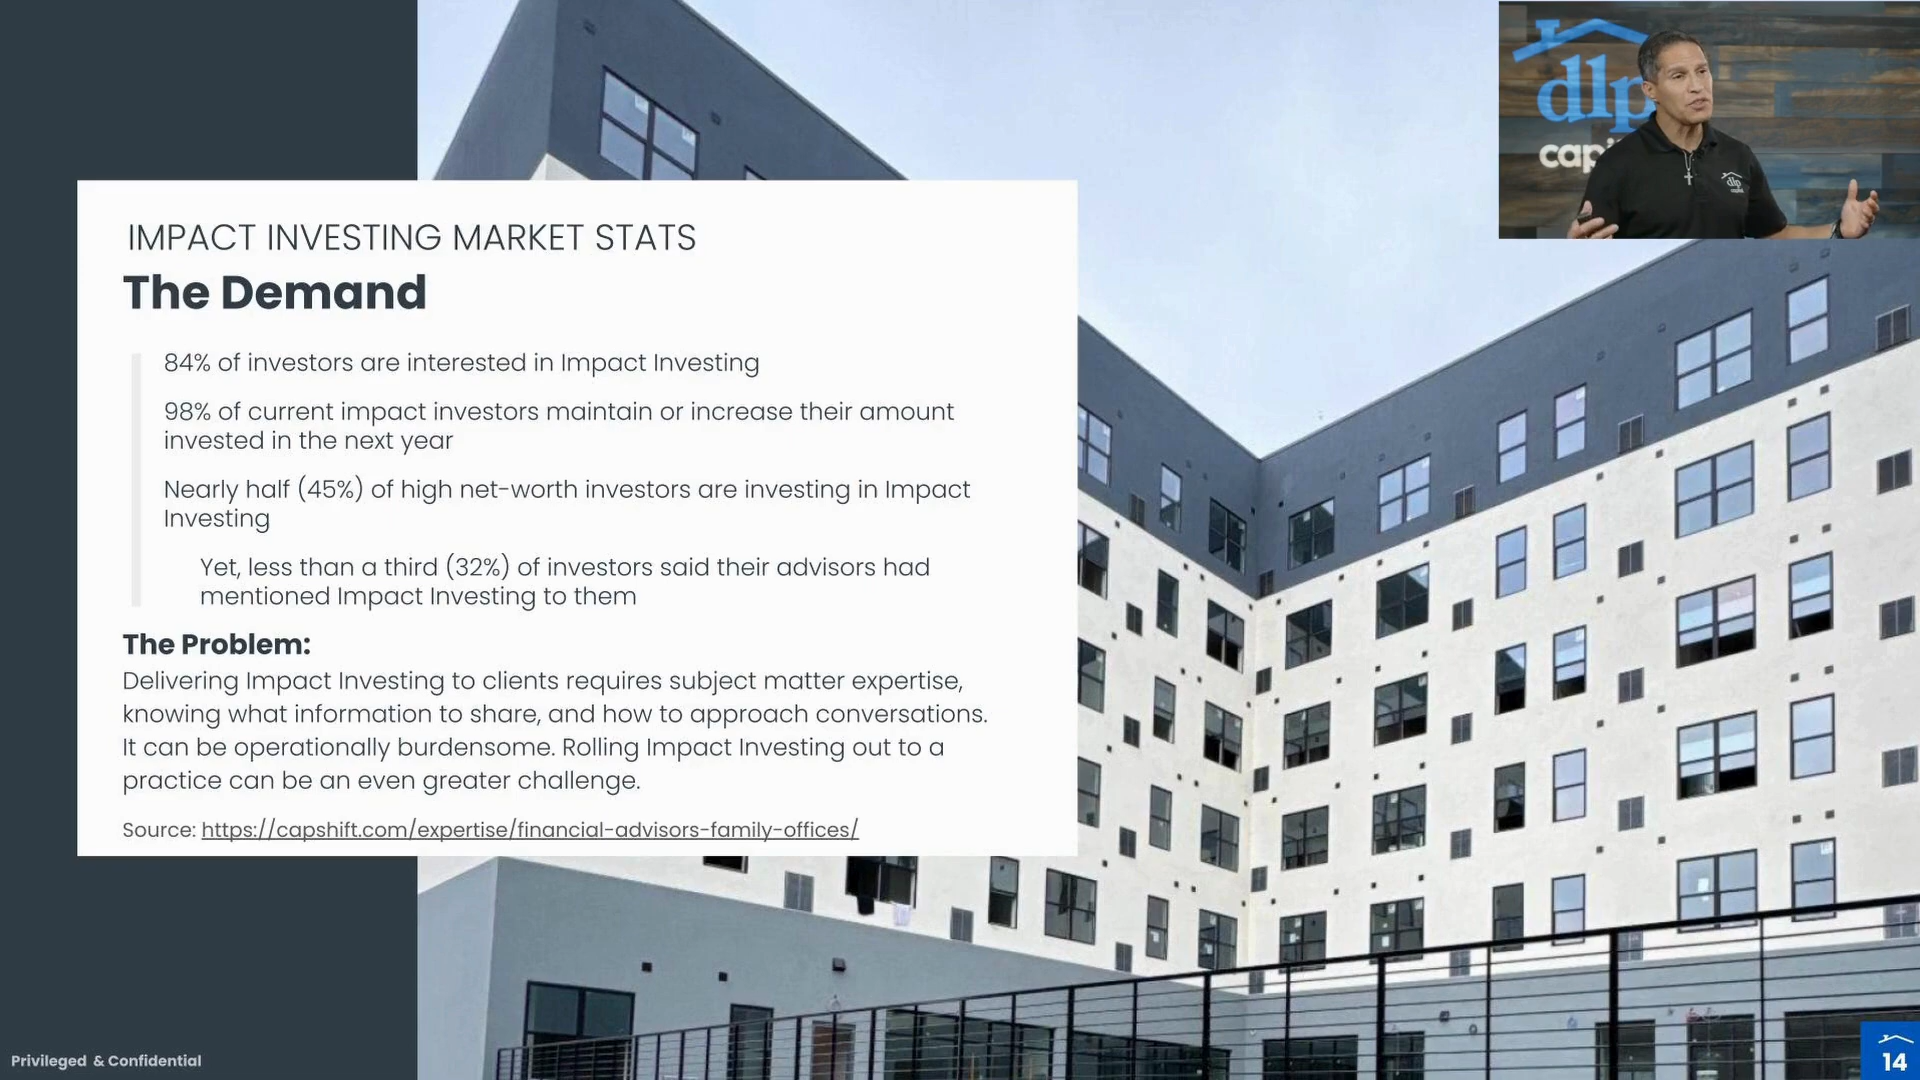 dlp
cap
dlp
capital
IMPACT INVESTING MARKET STATS
The Demand
84% of investors are interested in Impact Investing
98% of current impact investors maintain or increase their amount
invested in the next year
Nearly half (45%) of high net-worth investors are investing in Impact
Investing
Yet, less than a third (32%) of investors said their advisors had
mentioned Impact Investing to them
The Problem:
Delivering Impact Investing to clients requires subject matter expertise,
knowing what information to share, and how to approach conversations.
It can be operationally burdensome. Rolling Impact Investing out to a
practice can be an even greater challenge.
Source: https://capshift.com/expertise/financial-advisors-family-offices/
Privileged & Confidential
14